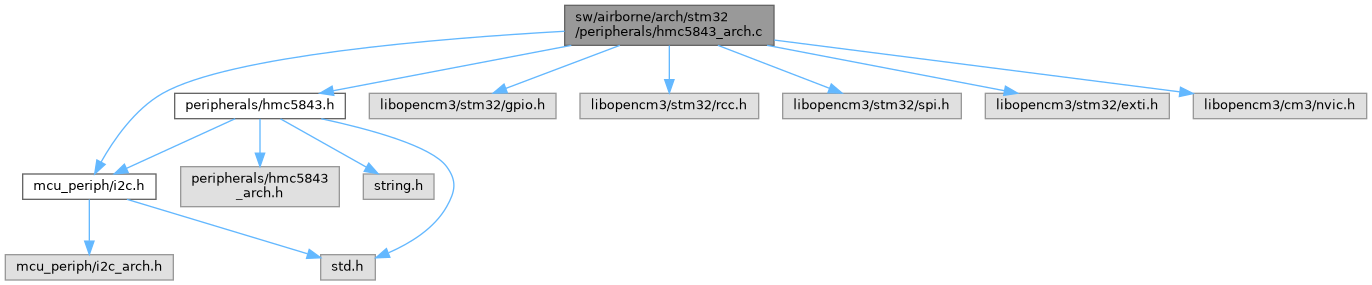 sw/airborne/arch/stm32
/peripherals/hmc5843_arch.c
peripherals/hmc5843.h
libopencm3/stm32/gpio.h
libopencm3/stm32/rcc.h
libopencm3/stm32/spi.h
libopencm3/stm32/exti.h
libopencm3/cm3/nvic.h
mcu_periph/i2c.h
peripherals/hmc5843
_arch.h
string.h
mcu_periph/i2c_arch.h
std.h